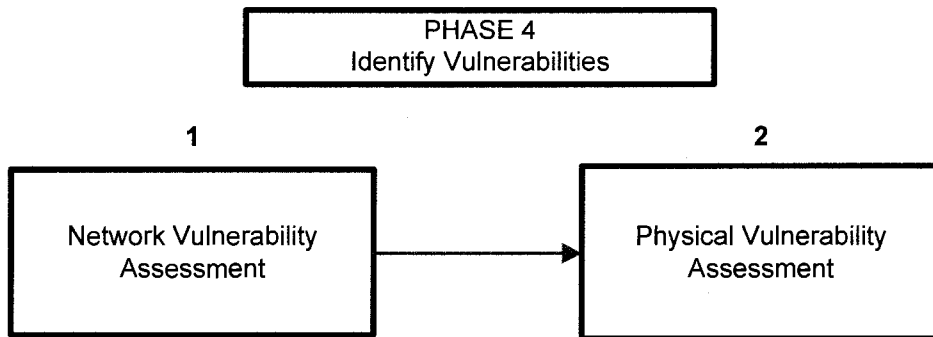 PHASE 4
Identify Vulnerabilities
1
2
Network Vulnerability
Assessment
Physical Vulnerability
Assessment